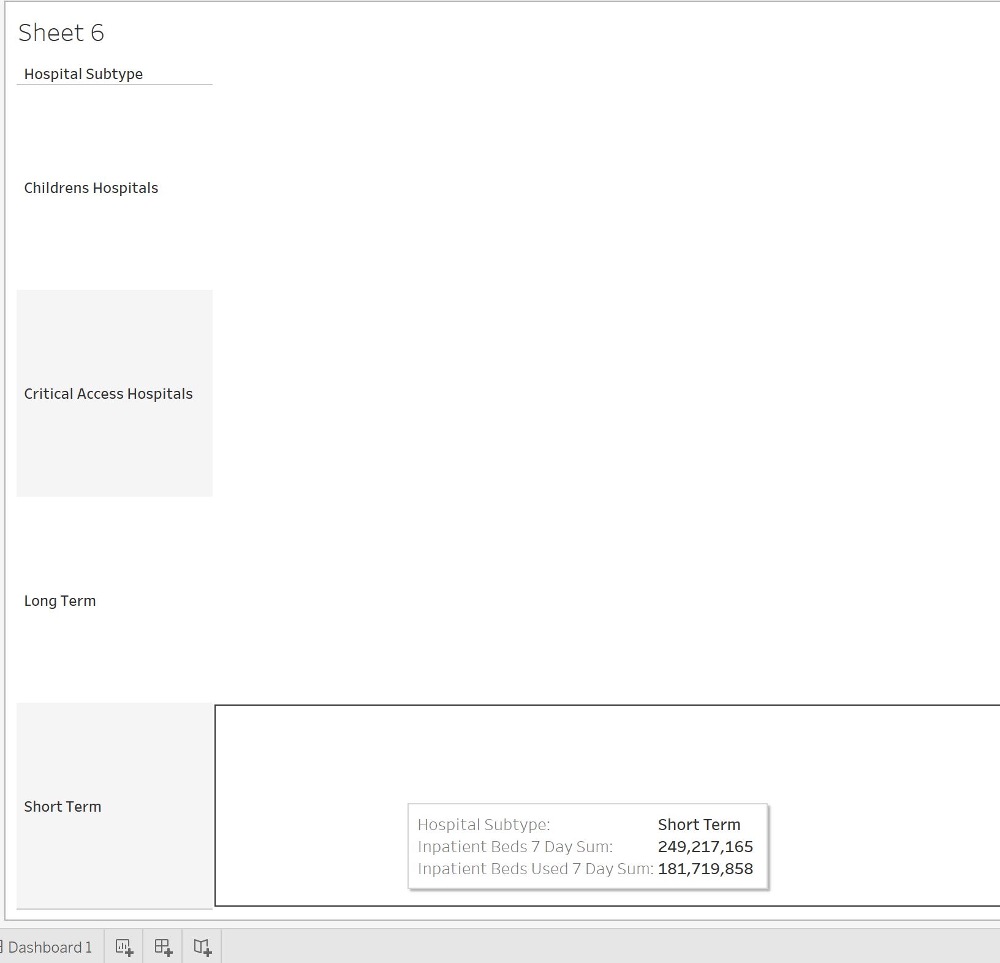 Sheet 6
Hospital Subtype
Childrens Hospitals
Critical Access Hospitals
Long Term
Short Term
Hospital Subtype: Short Term
Inpatient Beds 7 Day Sum: 249,217,165
Inpatient Beds Used 7 Day Sum: 181,719,858
Dashboard 1